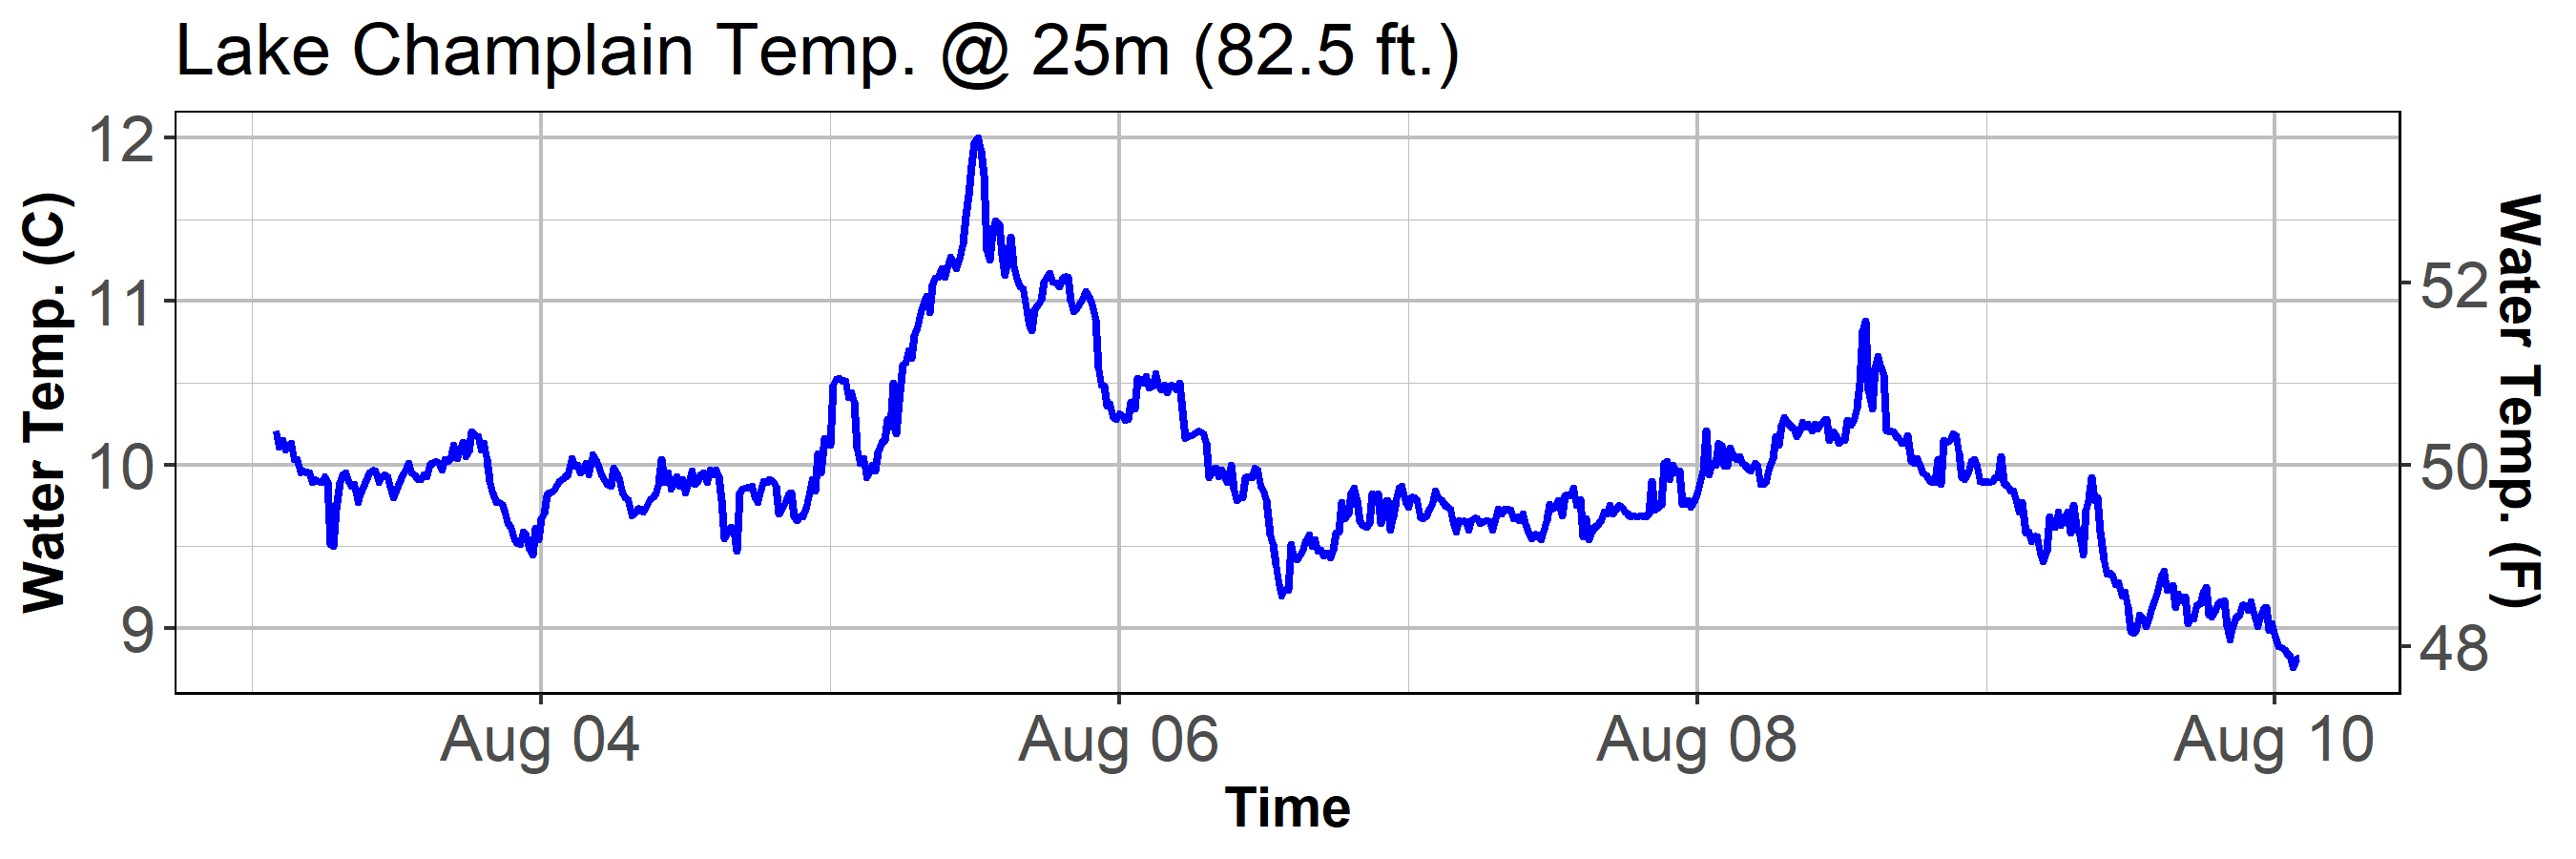 Lake Champlain Temp. @ 25m (82.5 ft.)
Water Temp. (C)
12
11
10
9
52
50
48
Water Temp. (F)
Aug 04 Aug 06 Aug 08 Aug 10
Time